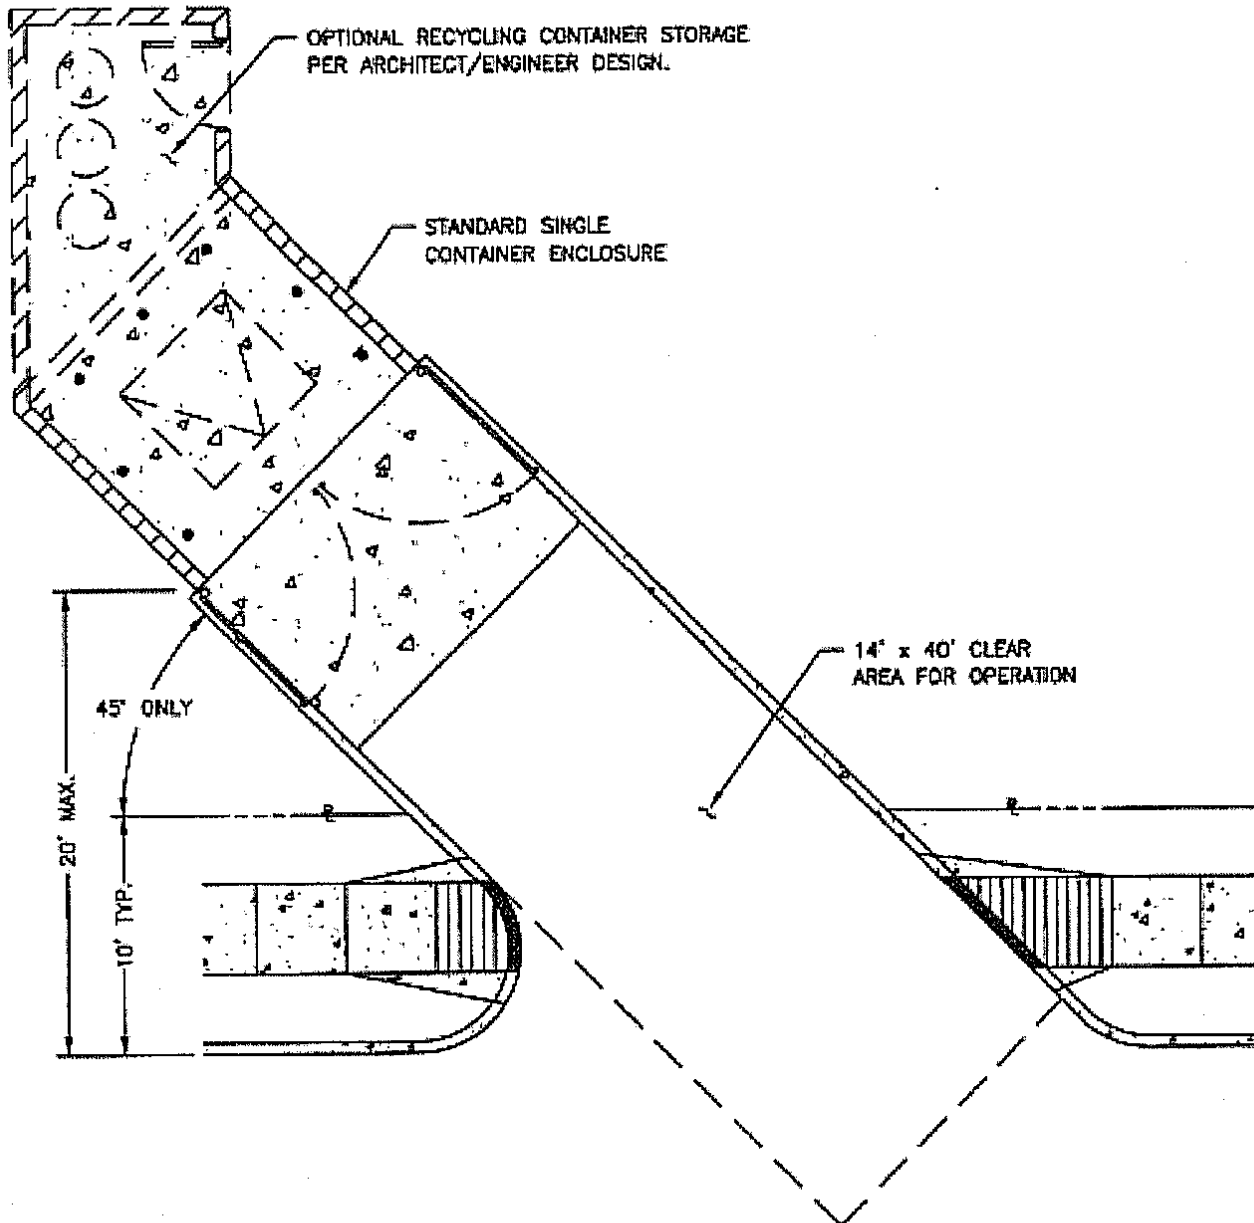 OPTIONAL RECYCLING CONTAINER STORAGE
PER ARCHITECT/ENGINEER DESIGN.
STANDARD SINGLE
CONTAINER ENCLOSURE
14' x 40' CLEAR
AREA FOR OPERATION
45° ONLY
20' MAX.
10' TYP.
℄
℄